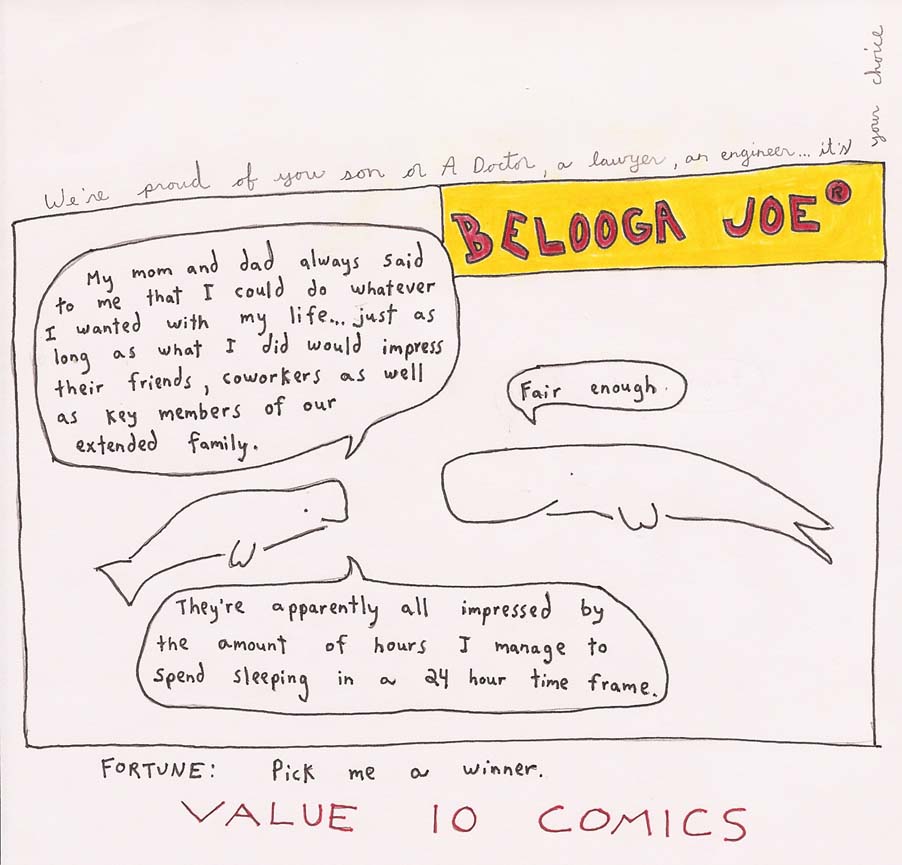 We're proud of you son or A Doctor, a lawyer, an engineer... it's your choice
BELOOGA JOE®
My mom and dad always said
to me that I could do whatever
I wanted with my life... just as
long as what I did would impress
their friends, coworkers as well
as key members of our
extended family.
Fair enough.
They're apparently all impressed by
the amount of hours I manage to
spend sleeping in a 24 hour time frame.
FORTUNE: Pick me a winner.
VALUE 10 COMICS